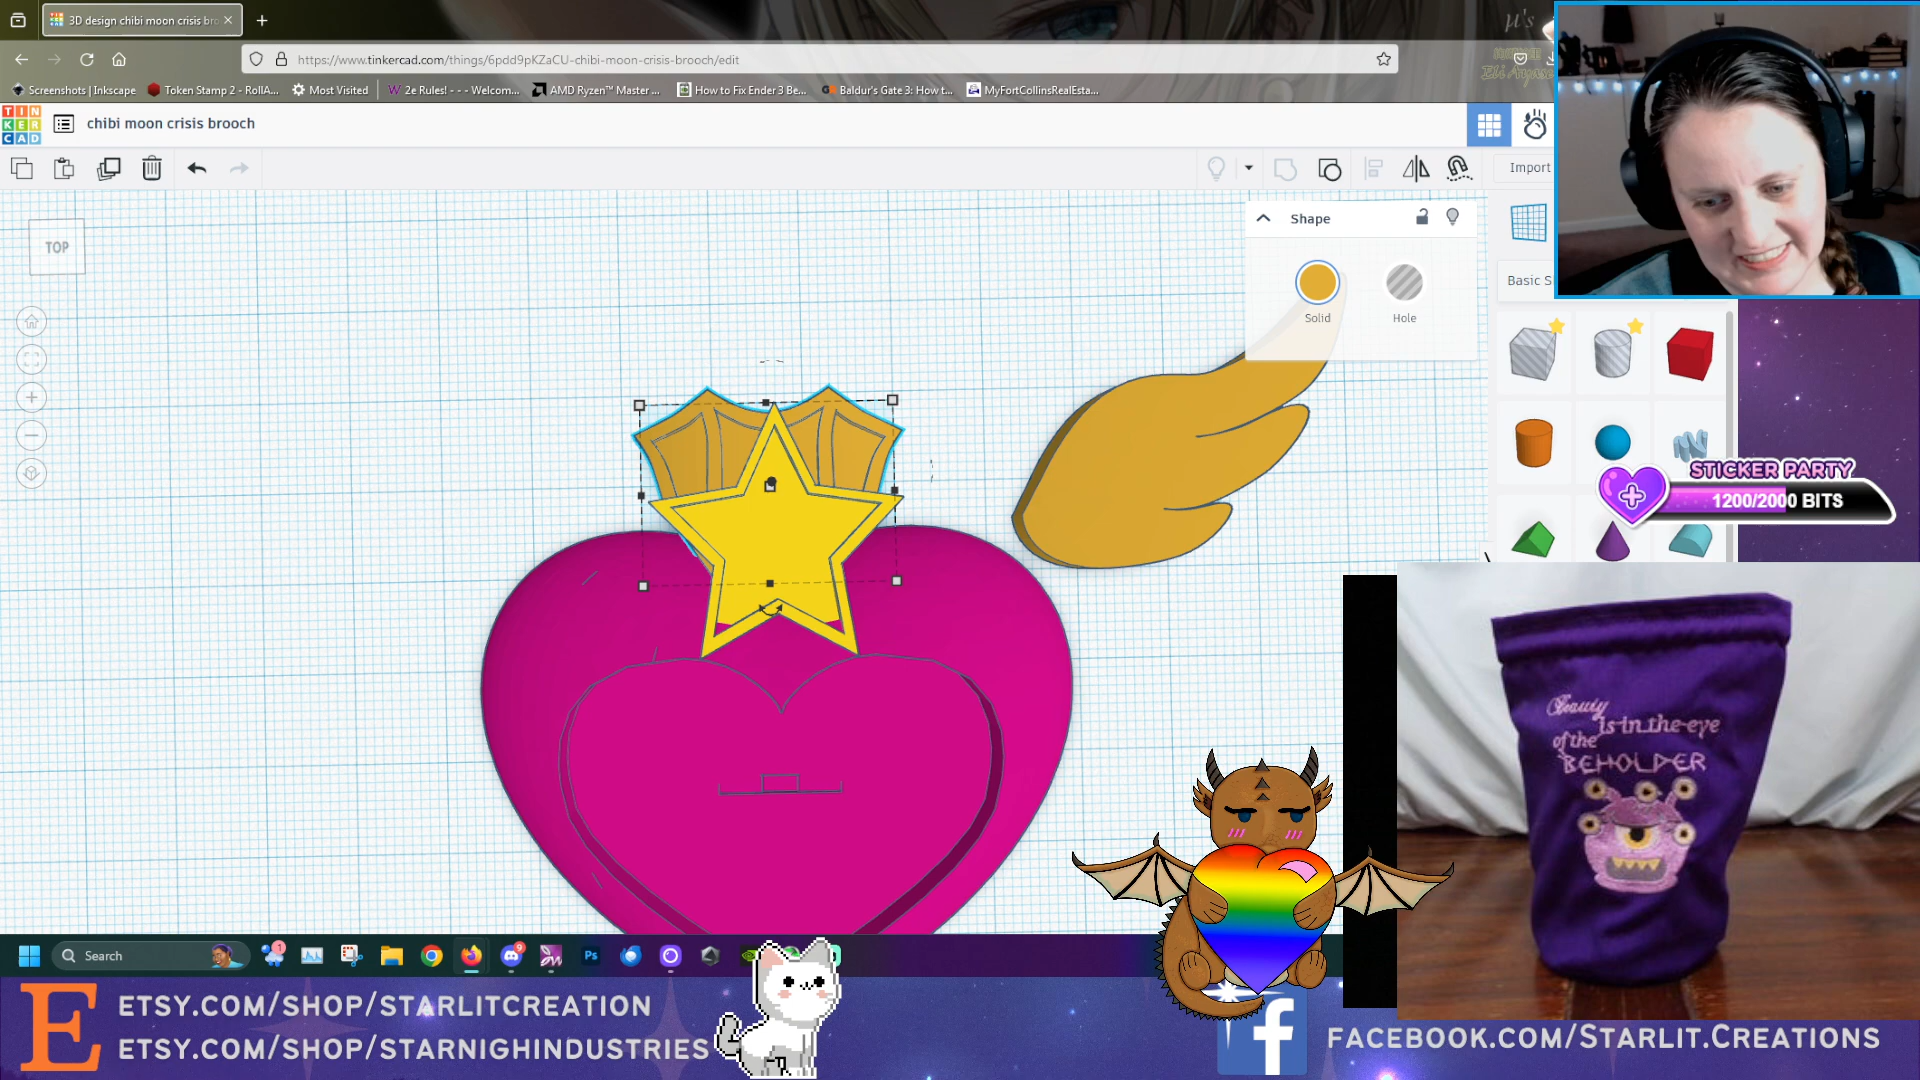 3D design chibi moon crisis bro
https://www.tinkercad.com/things/6pdd9pKZaCU-chibi-moon-crisis-brooch/edit
Screenshots | Inkscape
Token Stamp 2 - RollA...
Most Visited
2e Rules! - - - Welcom...
AMD Ryzen™ Master ...
How to Fix Ender 3 Be...
Baldur's Gate 3: How t...
MyFortCollinsRealEsta...
μ's
TIN
KER
CAD
chibi moon crisis brooch
Import
TOP
Shape
Solid
Hole
Basic S
STICKER PARTY
1200/2000 BITS
Beauty
is in the eye
of the
BEHOLDER
Search
1
9
Ps
ETSY.COM/SHOP/STARLITCREATION
ETSY.COM/SHOP/STARNIGHINDUSTRIES
FACEBOOK.COM/STARLIT.CREATIONS